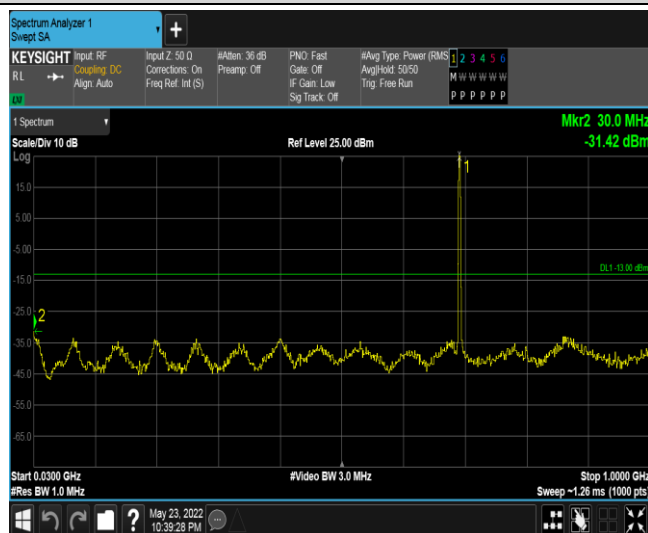 Spectrum Analyzer 1
Swept SA
+
KEYSIGHT
RL
Input: RF
Coupling: DC
Align: Auto
Input Z: 50 Ω
Corrections: On
Freq Ref: Int (S)
#Atten: 36 dB
Preamp: Off
PNO: Fast
Gate: Off
IF Gain: Low
Sig Track: Off
#Avg Type: Power (RMS
Avg|Hold: 50/50
Trig: Free Run
1 2 3 4 5 6
M W W W W W
P P P P P P
1 Spectrum
Mkr2 30.0 MHz
Scale/Div 10 dB
Ref Level 25.00 dBm
-31.42 dBm
Log
1
15.0
5.00
-5.00
DL1 -13.00 dBm
-15.0
-25.0
2
-35.0
-45.0
-55.0
-65.0
Start 0.0300 GHz
#Video BW 3.0 MHz
Stop 1.0000 GHz
#Res BW 1.0 MHz
Sweep ~1.26 ms (1000 pts)
?
May 23, 2022
10:39:28 PM